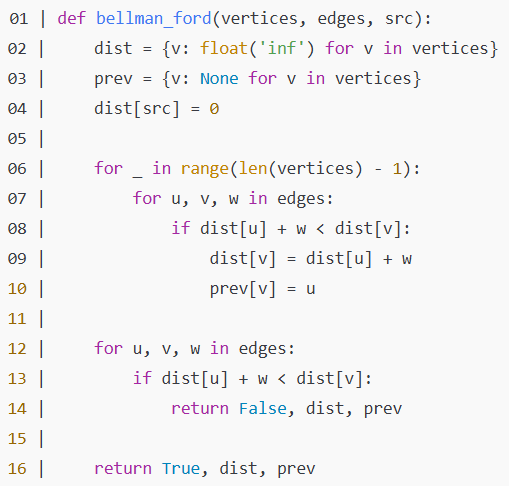 01 | def bellman_ford(vertices, edges, src):
02 |     dist = {v: float('inf') for v in vertices}
03 |     prev = {v: None for v in vertices}
04 |     dist[src] = 0
05 |
06 |     for _ in range(len(vertices) - 1):
07 |         for u, v, w in edges:
08 |             if dist[u] + w < dist[v]:
09 |                 dist[v] = dist[u] + w
10 |                 prev[v] = u
11 |
12 |     for u, v, w in edges:
13 |         if dist[u] + w < dist[v]:
14 |             return False, dist, prev
15 |
16 |     return True, dist, prev